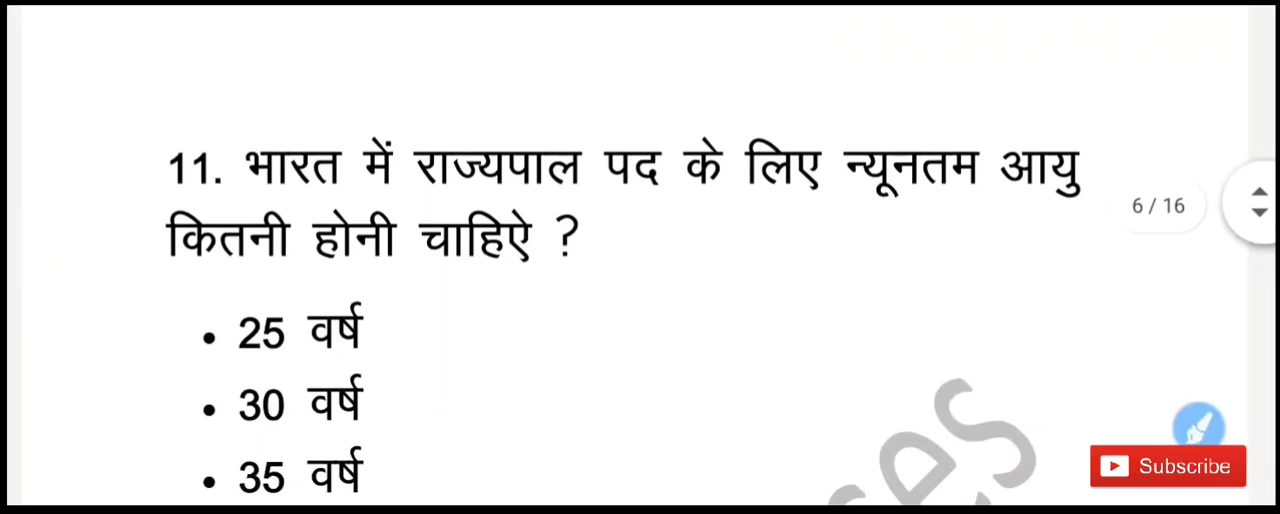 11. भारत में राज्यपाल पद के लिए न्यूनतम आयु
कितनी होनी चाहिऐ ?
6 / 16
• 25 वर्ष
• 30 वर्ष
• 35 वर्ष
Subscribe